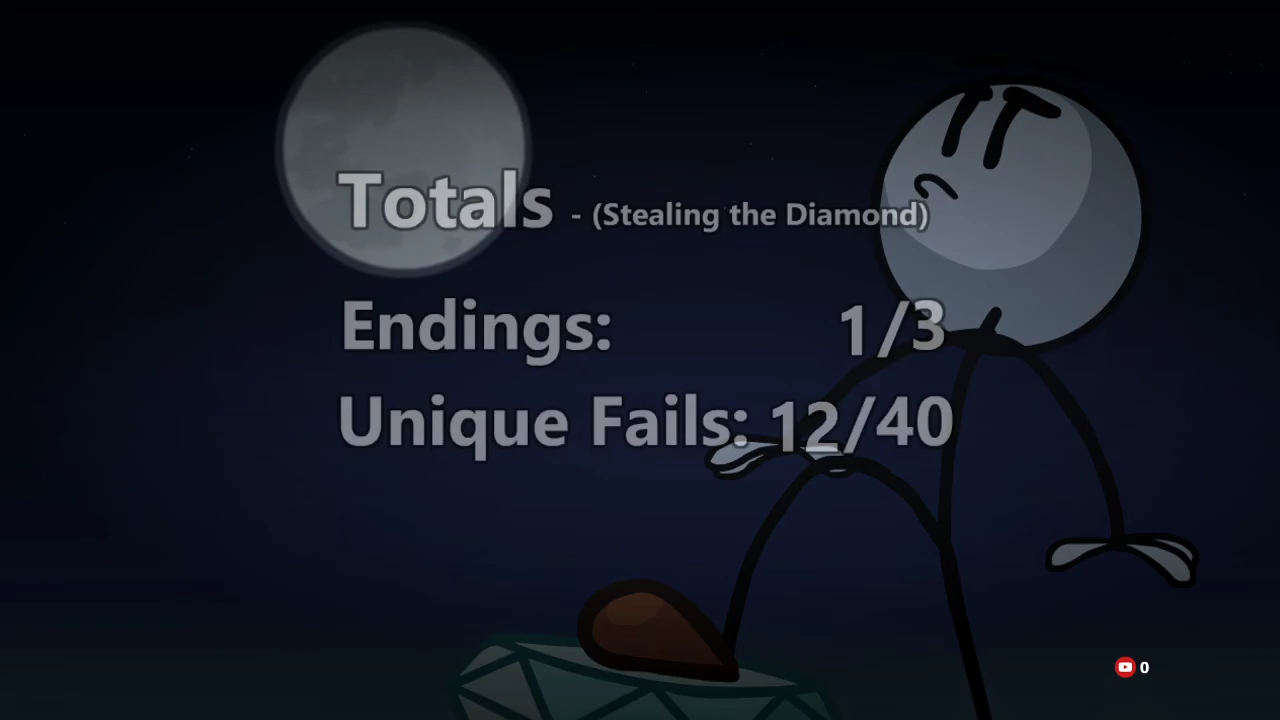 Totals - (Stealing the Diamond)
Endings: 1/3
Unique Fails: 12/40
0